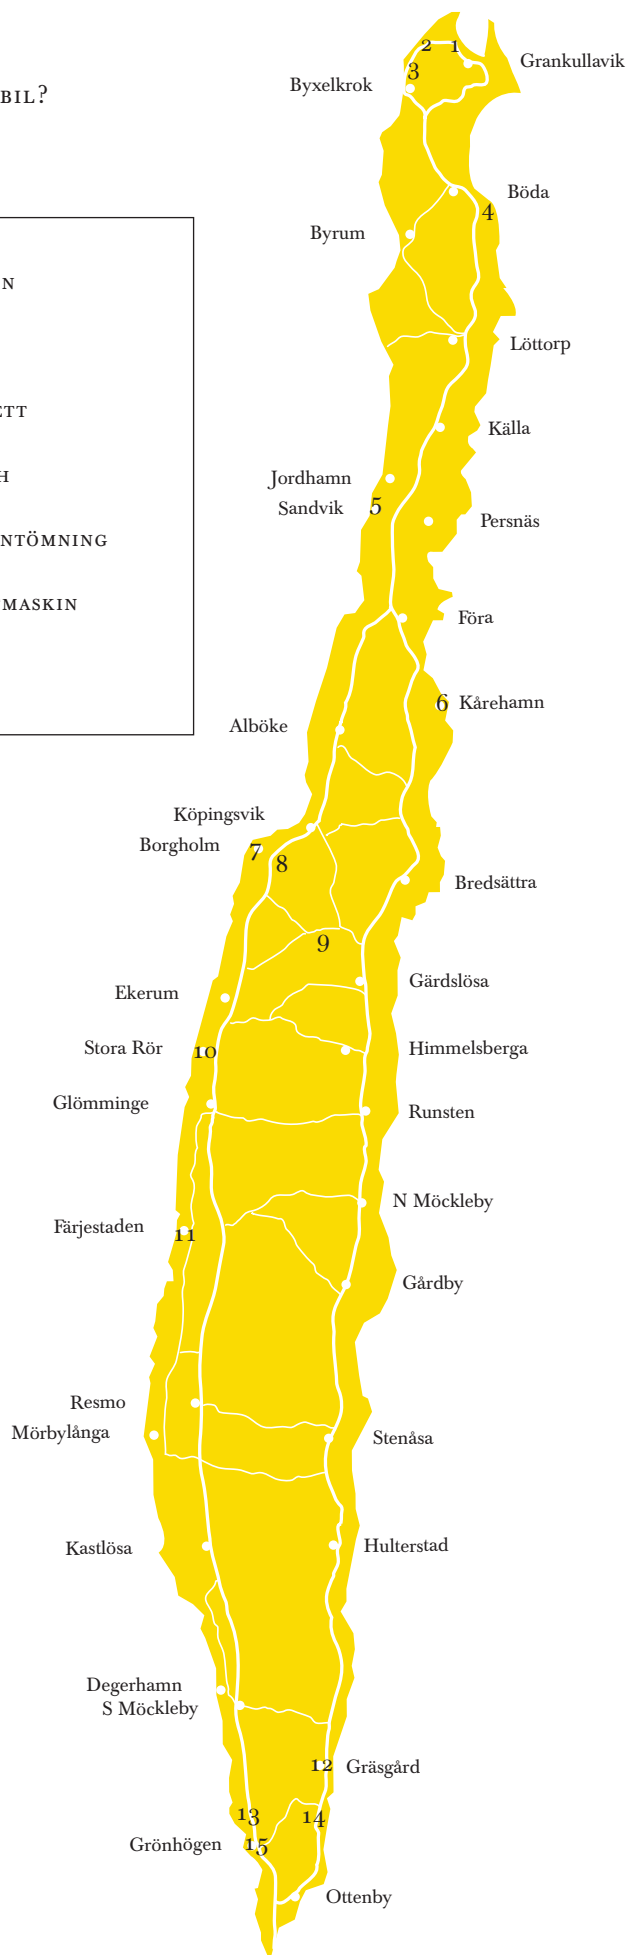 2 1
Grankullavik
3
Byxelkrok
BIL?
Böda
4
Byrum
N
Löttorp
ETT
Källa
H
Jordhamn
Sandvik 5
Persnäs
NTÖMNING
MASKIN
Föra
6 Kårehamn
Alböke
Köpingsvik
Borgholm 7
8
Bredsättra
9
Gärdslösa
Ekerum
Stora Rör 10
Himmelsberga
Glömminge
Runsten
N Möckleby
Färjestaden 11
Gårdby
Resmo
Mörbylånga
Stenåsa
Kastlösa
Hulterstad
Degerhamn
S Möckleby
12 Gräsgård
13 14
Grönhögen 15
Ottenby